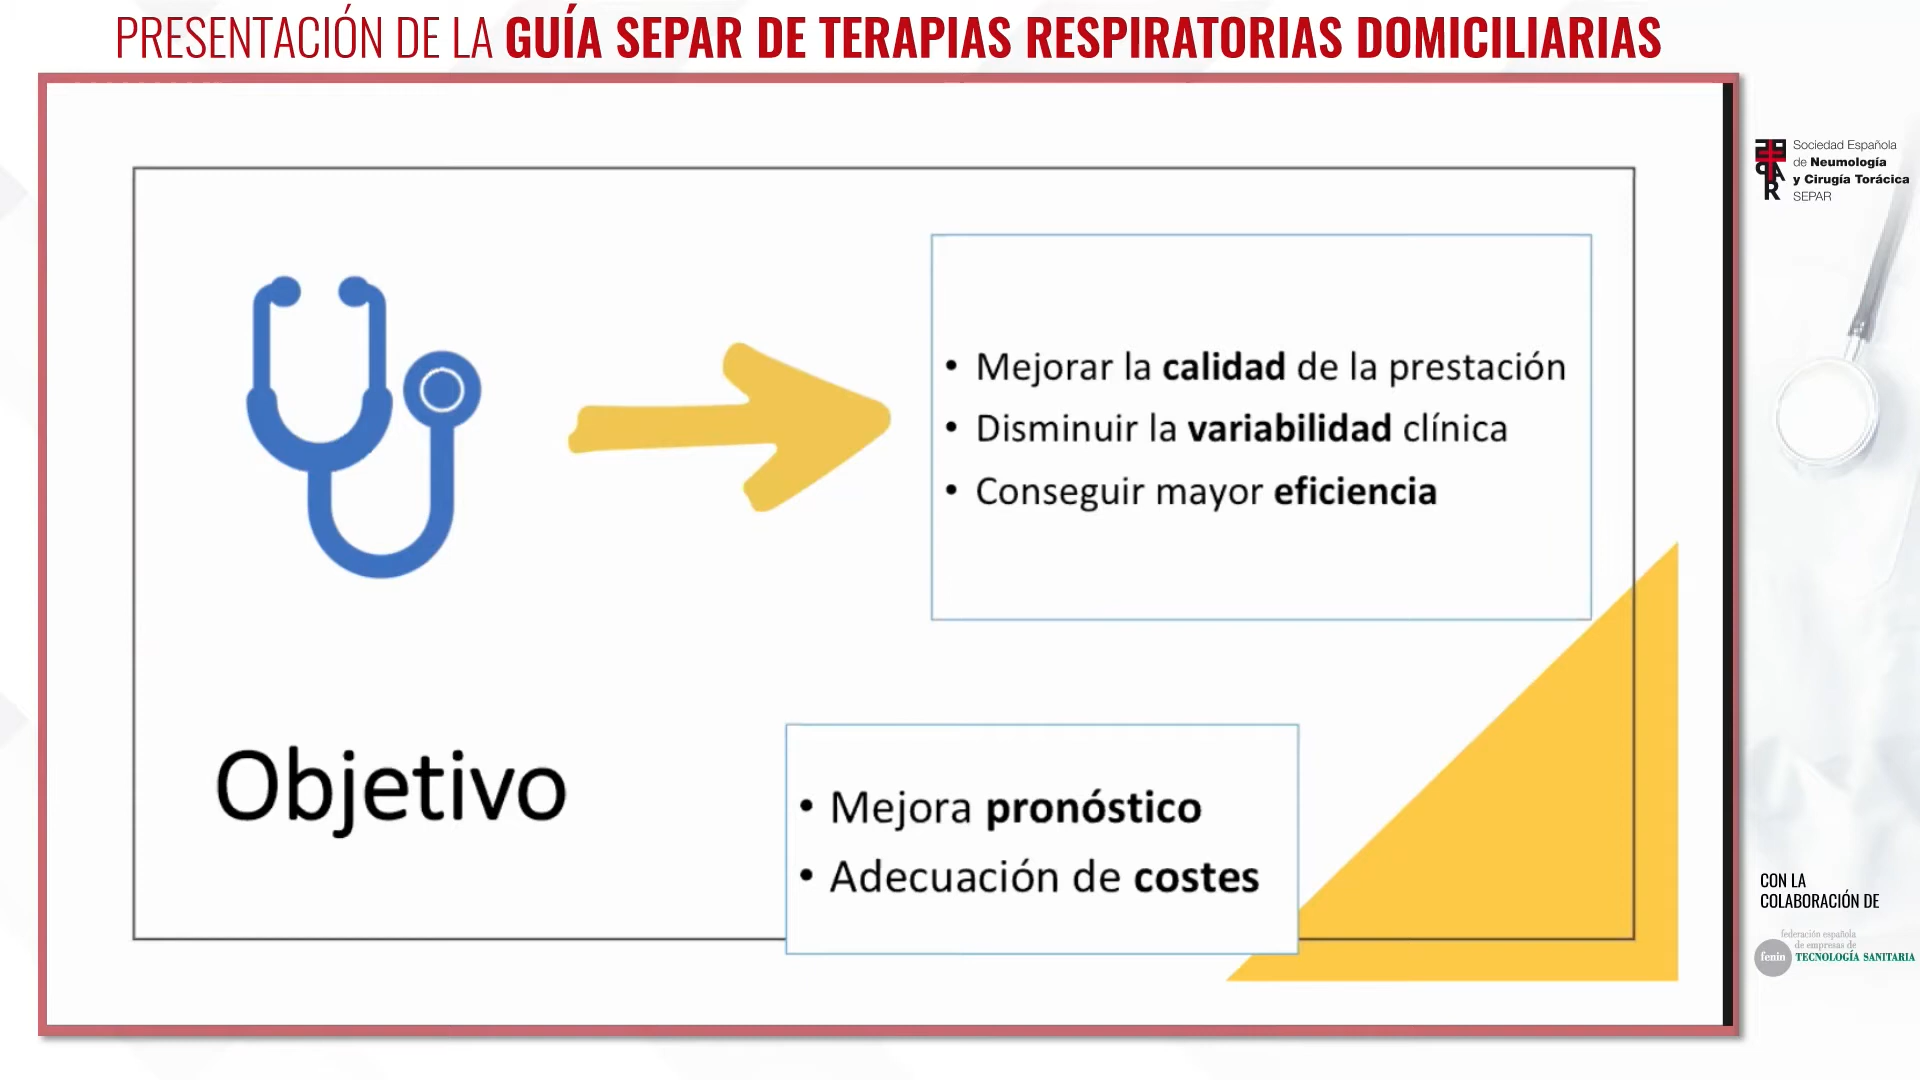 PRESENTACIÓN DE LA GUÍA SEPAR DE TERAPIAS RESPIRATORIAS DOMICILIARIAS
• Mejorar la calidad de la prestación
• Disminuir la variabilidad clínica
• Conseguir mayor eficiencia
Objetivo
• Mejora pronóstico
• Adecuación de costes
SEPAR
Sociedad Española
de Neumología
y Cirugía Torácica
SEPAR
CON LA
COLABORACIÓN DE
federación española
de empresas de
fenin
TECNOLOGÍA SANITARIA